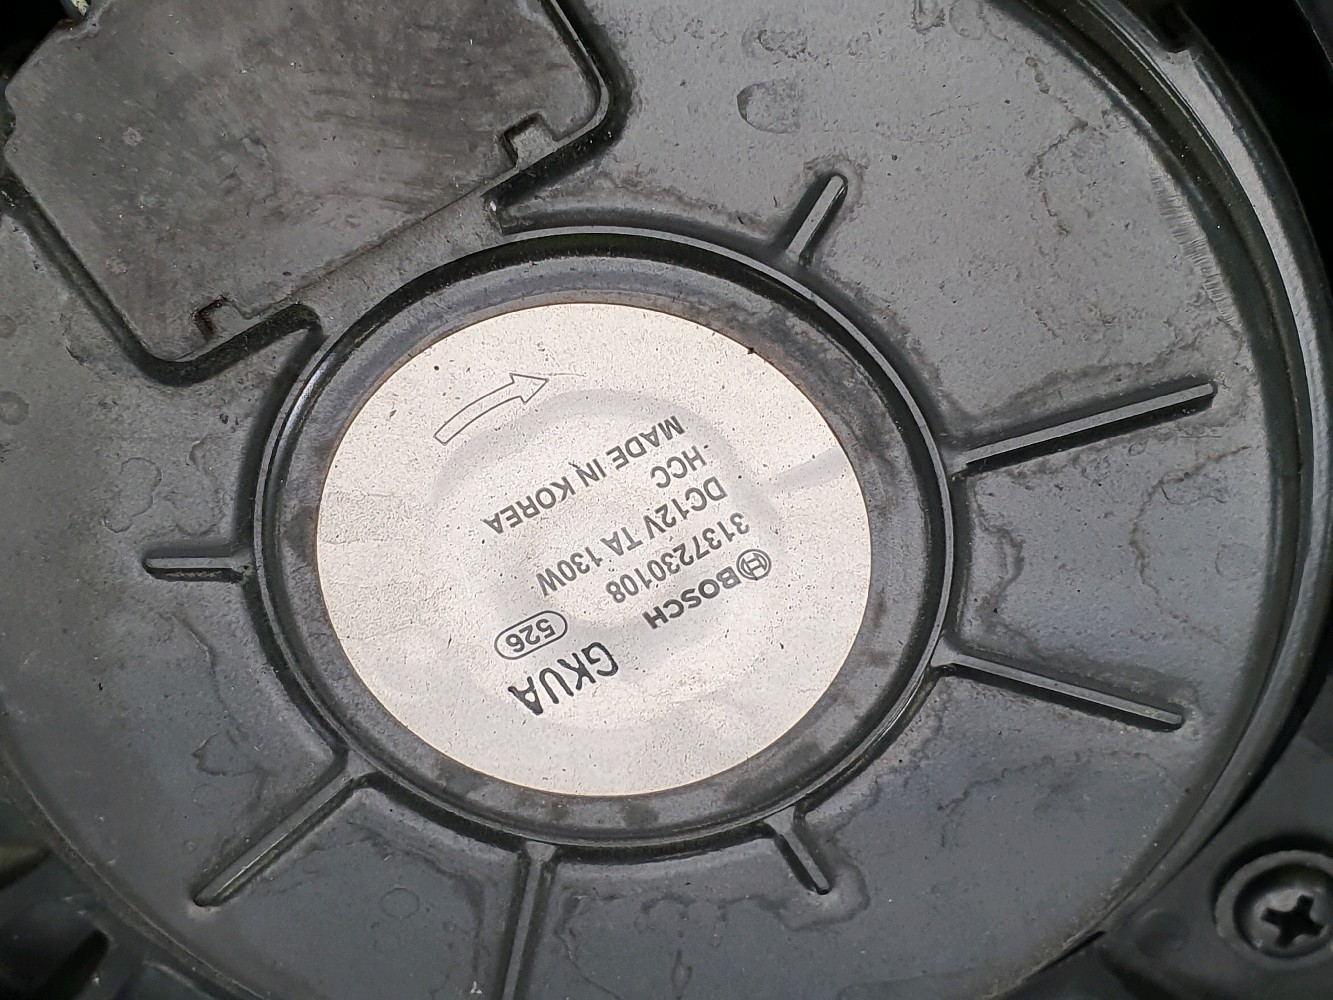 GKUA
526
BOSCH
3137230108
DC12V TA 130W
HCC
MADE IN KOREA